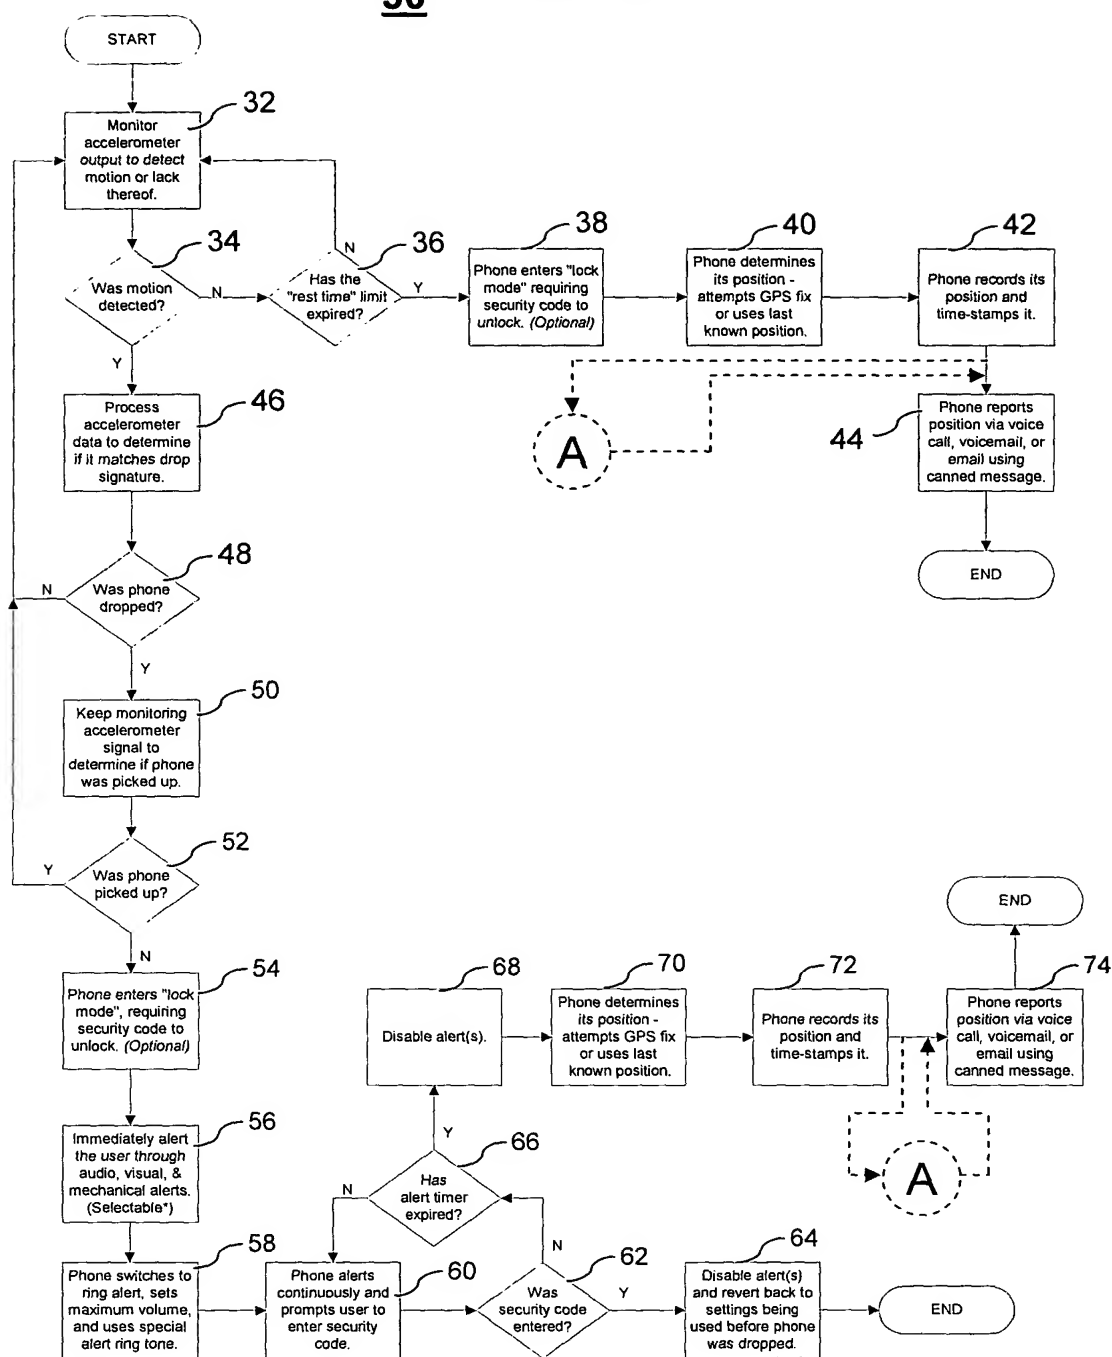 START
32
Monitor
accelerometer
output to detect
motion or lack
thereof.
34
Was motion
detected?
N
Y
36
Has the
"rest time" limit
expired?
N
Y
38
Phone enters "lock
mode" requiring
security code to
unlock. (Optional)
40
Phone determines
its position -
attempts GPS fix
or uses last
known position.
42
Phone records its
position and
time-stamps it.
A
44
Phone reports
position via voice
call, voicemail, or
email using
canned message.
END
46
Process
accelerometer
data to determine
if it matches drop
signature.
48
Was phone
dropped?
N
Y
50
Keep monitoring
accelerometer
signal to
determine if phone
was picked up.
52
Was phone
picked up?
Y
N
54
Phone enters "lock
mode", requiring
security code to
unlock. (Optional)
56
Immediately alert
the user through
audio, visual, &
mechanical alerts.
(Selectable*)
58
Phone switches to
ring alert, sets
maximum volume,
and uses special
alert ring tone.
60
Phone alerts
continuously and
prompts user to
enter security
code.
62
Was
security code
entered?
N
Y
64
Disable alert(s)
and revert back to
settings being
used before phone
was dropped.
END
66
Has
alert timer
expired?
N
Y
68
Disable alert(s).
70
Phone determines
its position -
attempts GPS fix
or uses last
known position.
72
Phone records its
position and
time-stamps it.
A
74
Phone reports
position via voice
call, voicemail, or
email using
canned message.
END